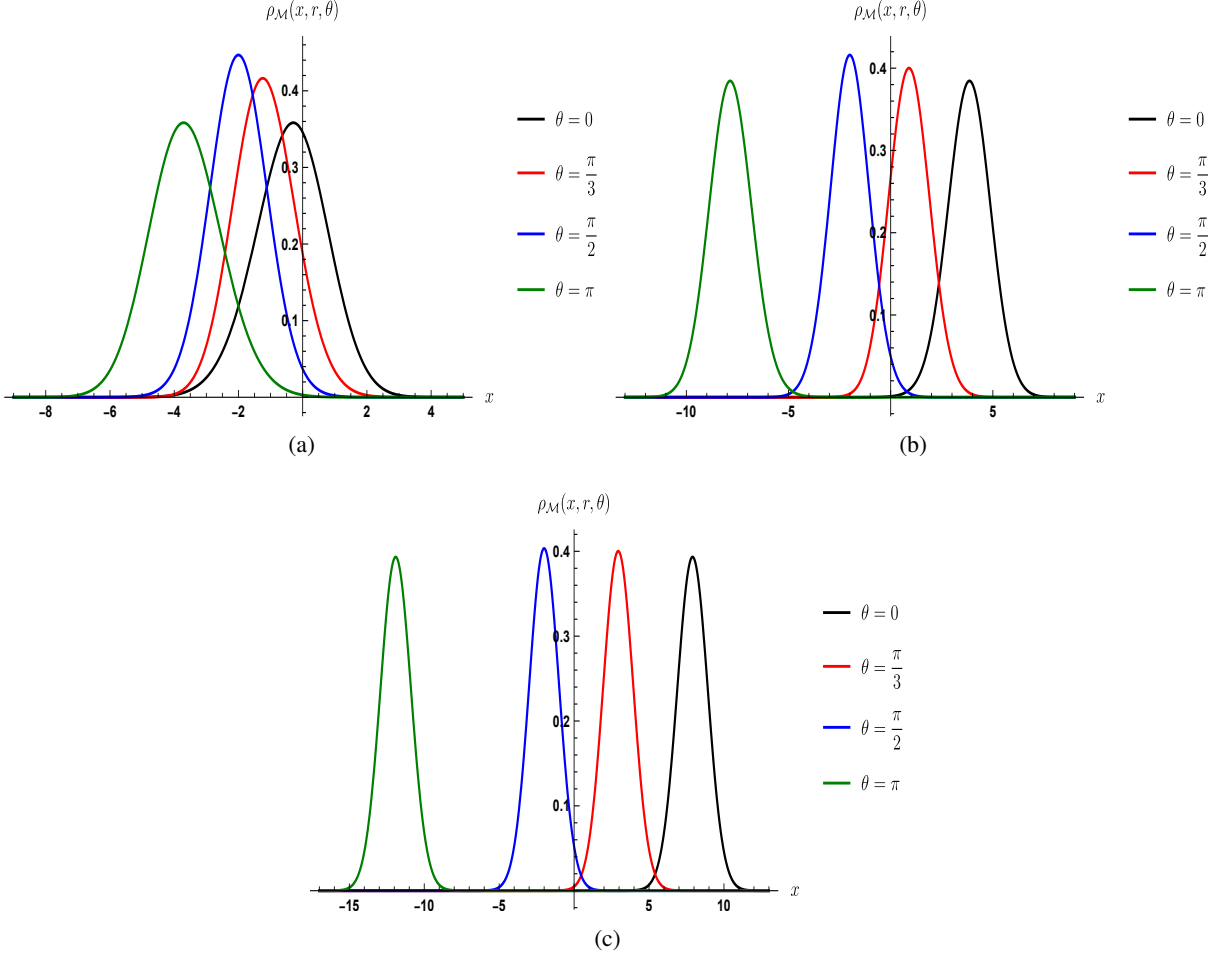 ρ_M(x, r, θ)
0.4
0.3
0.2
0.1
−8 −6 −4 −2 2 4 x
θ = 0
θ = π/3
θ = π/2
θ = π
(a)
ρ_M(x, r, θ)
0.4
0.3
0.2
0.1
−10 −5 5 x
θ = 0
θ = π/3
θ = π/2
θ = π
(b)
ρ_M(x, r, θ)
0.4
0.3
0.2
0.1
−15 −10 −5 5 10 x
θ = 0
θ = π/3
θ = π/2
θ = π
(c)